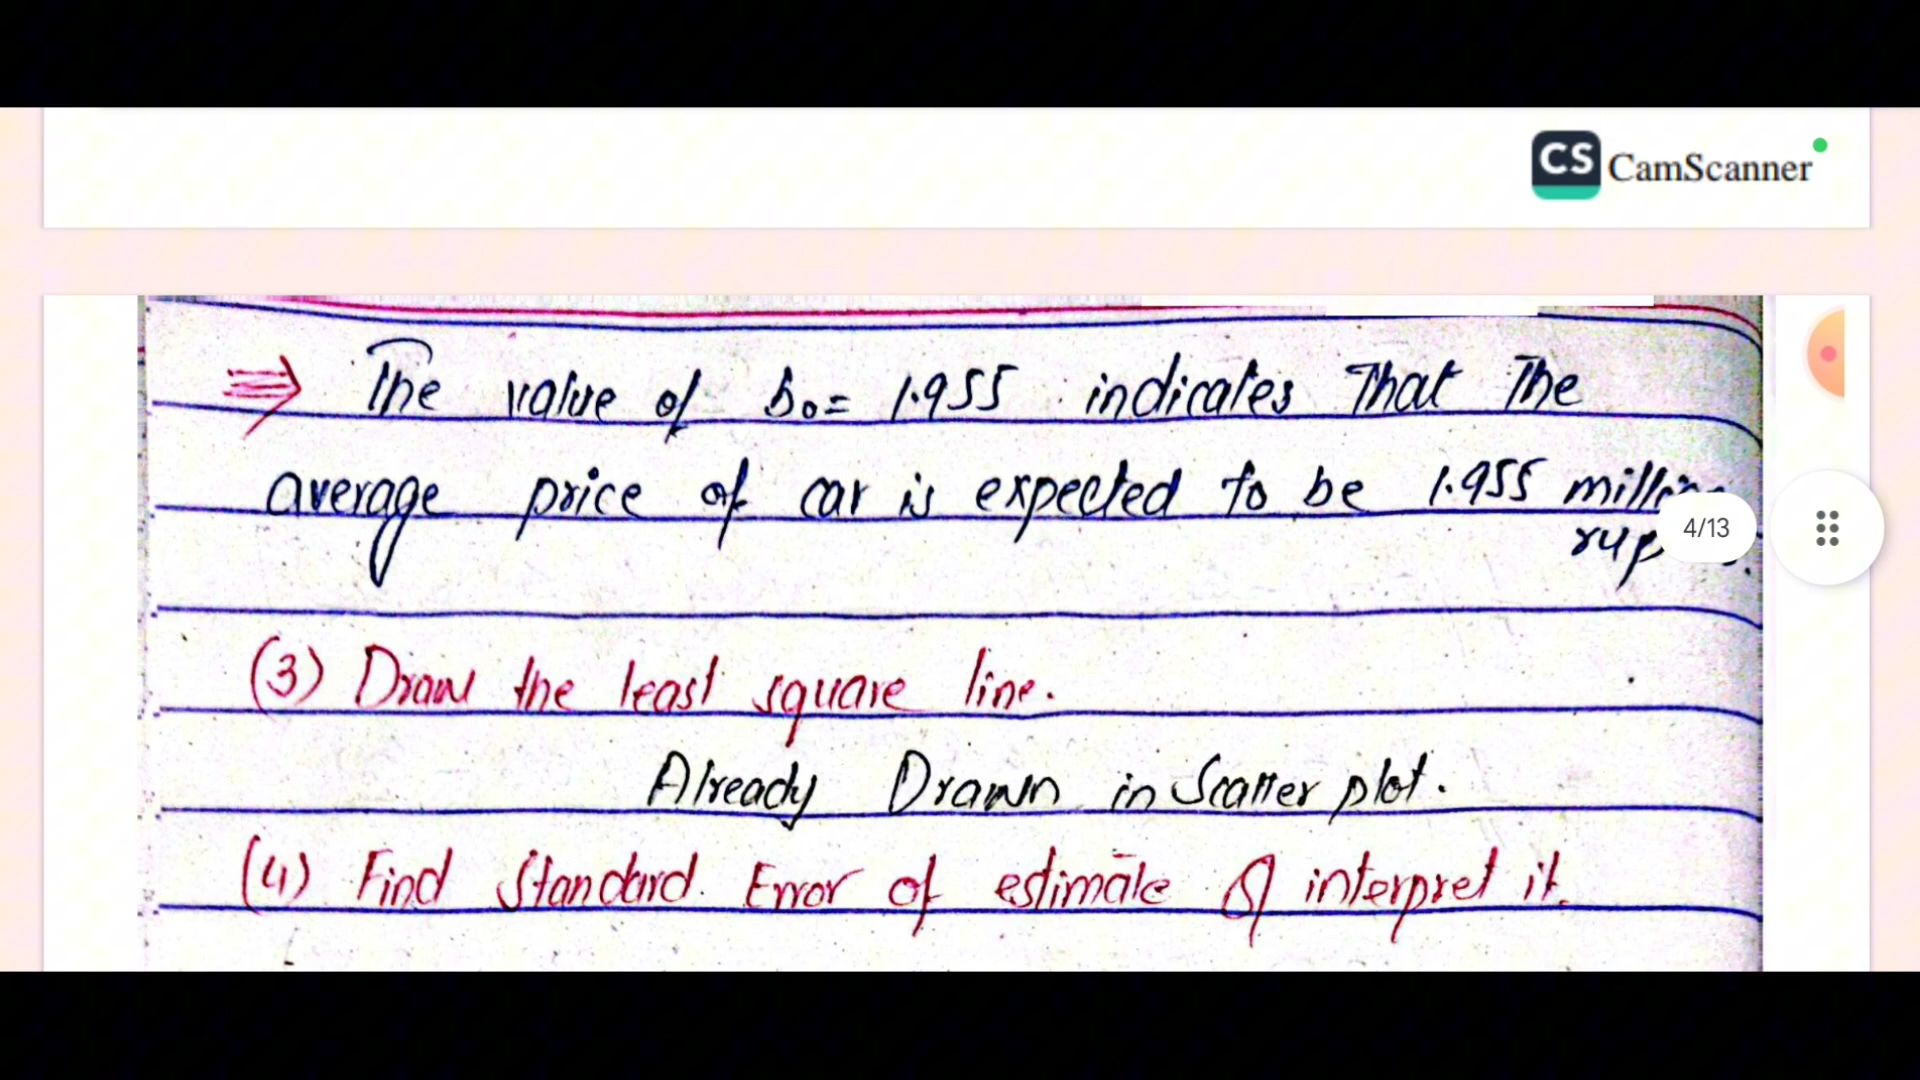 CS CamScanner
⇒ The value of b₀ = 1.955 indicates That The
average price of car is expected to be 1.955
4/13
(3) Draw the least square line.
Already Drawn in Scatter plot.
(4) Find Standard Error of estimate & interpret it.